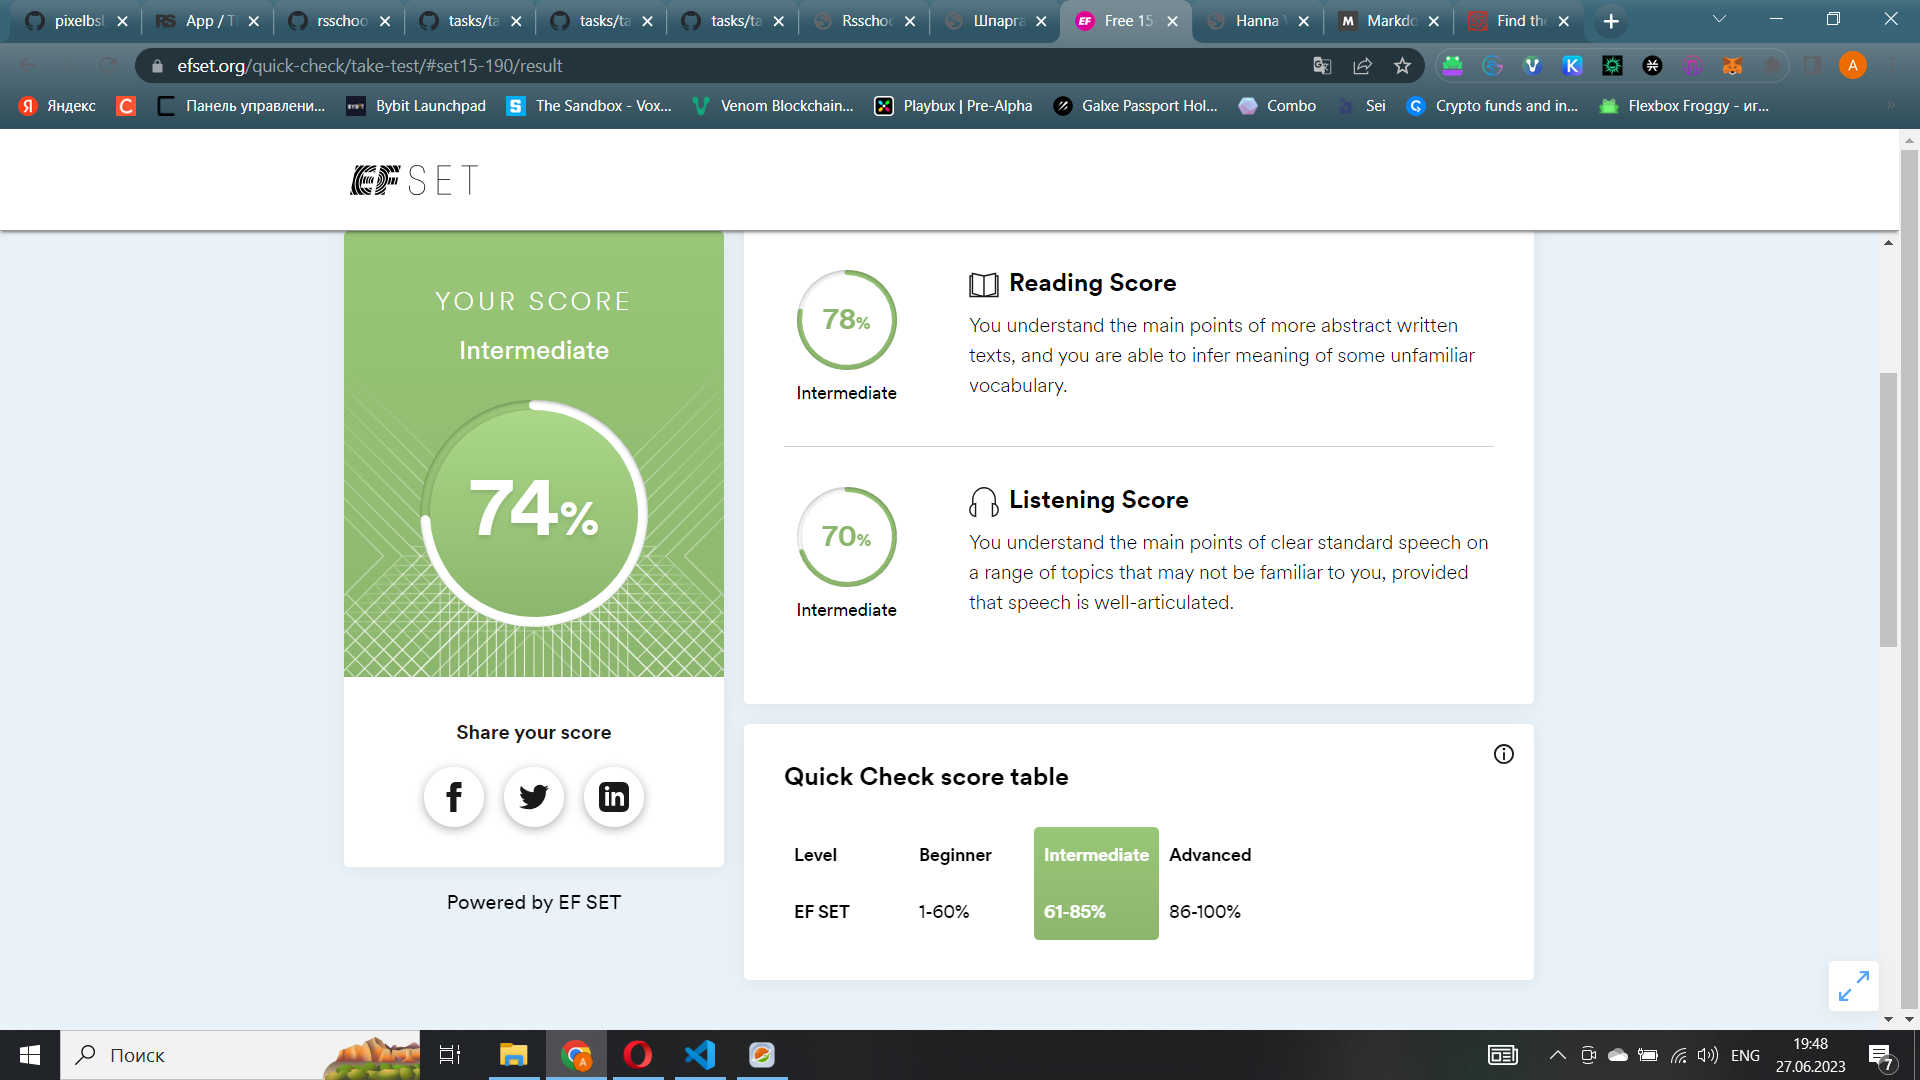 pixelbsl
App / T
rsschoo
tasks/ta
tasks/ta
tasks/ta
Rsschoo
Шпарга
EF Free 15
Hanna
M Markdo
Find the
efset.org/quick-check/take-test/#set15-190/result
Яндекс
Панель управлени...
Bybit Launchpad
The Sandbox - Vox...
Venom Blockchain...
Playbux | Pre-Alpha
Galxe Passport Hol...
Combo
Sei
Crypto funds and in...
Flexbox Froggy - иг...
EF SET
YOUR SCORE
Intermediate
74%
Share your score
Powered by EF SET
78%
Intermediate
Reading Score
You understand the main points of more abstract written
texts, and you are able to infer meaning of some unfamiliar
vocabulary.
70%
Intermediate
Listening Score
You understand the main points of clear standard speech on
a range of topics that may not be familiar to you, provided
that speech is well-articulated.
Quick Check score table
Level Beginner Intermediate Advanced
EF SET 1-60% 61-85% 86-100%
Поиск
ENG
19:48
27.06.2023
7